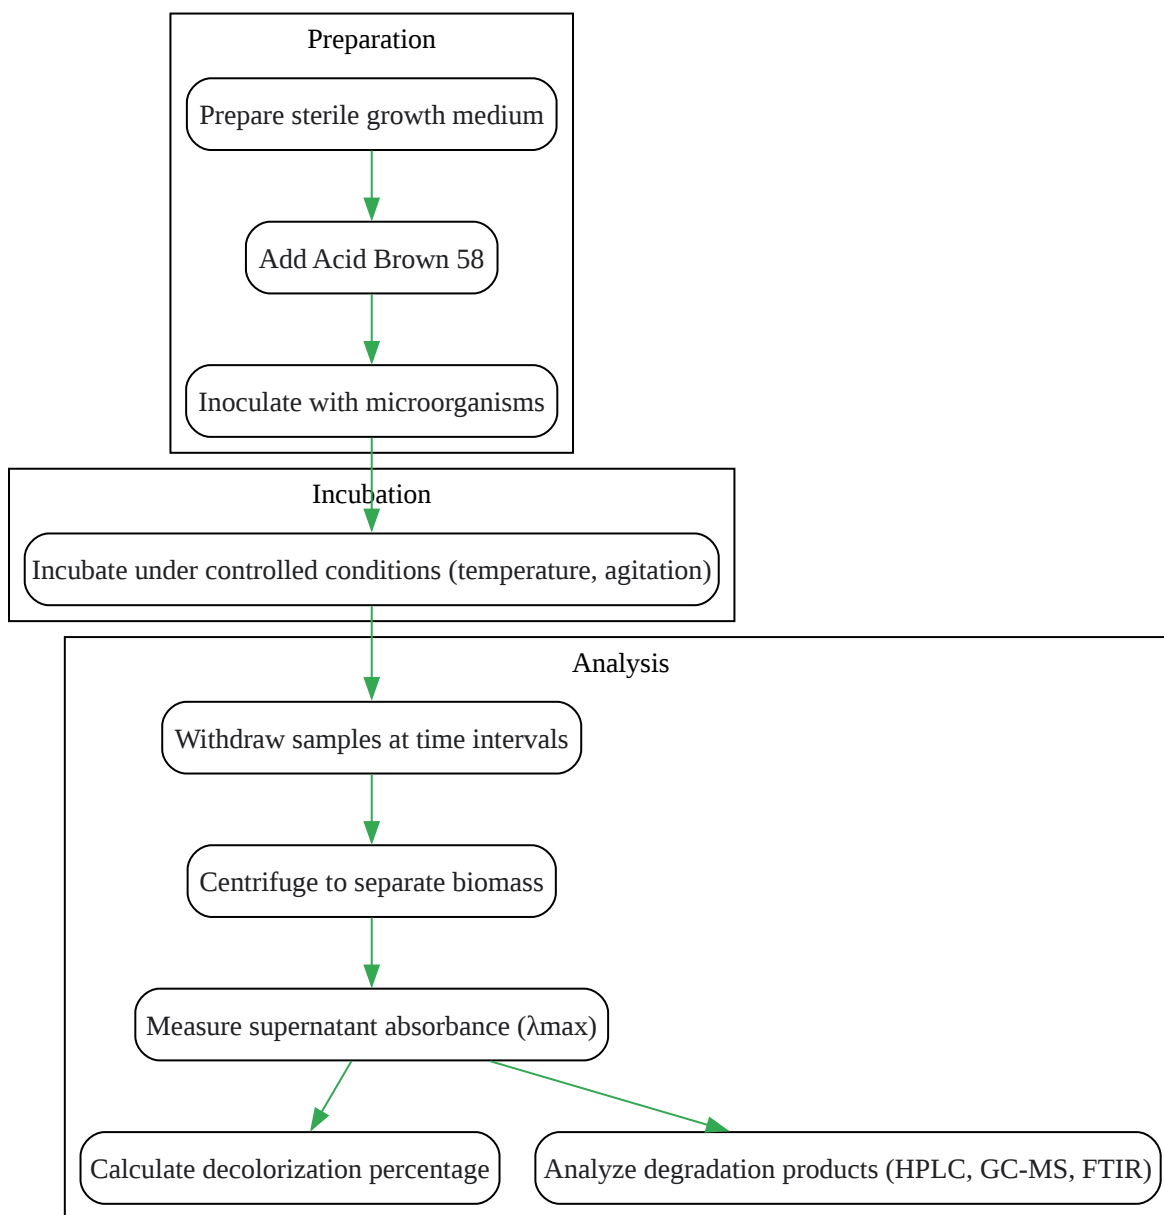 Preparation
Prepare sterile growth medium
Add Acid Brown 58
Inoculate with microorganisms
Incubation
Incubate under controlled conditions (temperature, agitation)
Analysis
Withdraw samples at time intervals
Centrifuge to separate biomass
Measure supernatant absorbance (λmax)
Calculate decolorization percentage
Analyze degradation products (HPLC, GC-MS, FTIR)